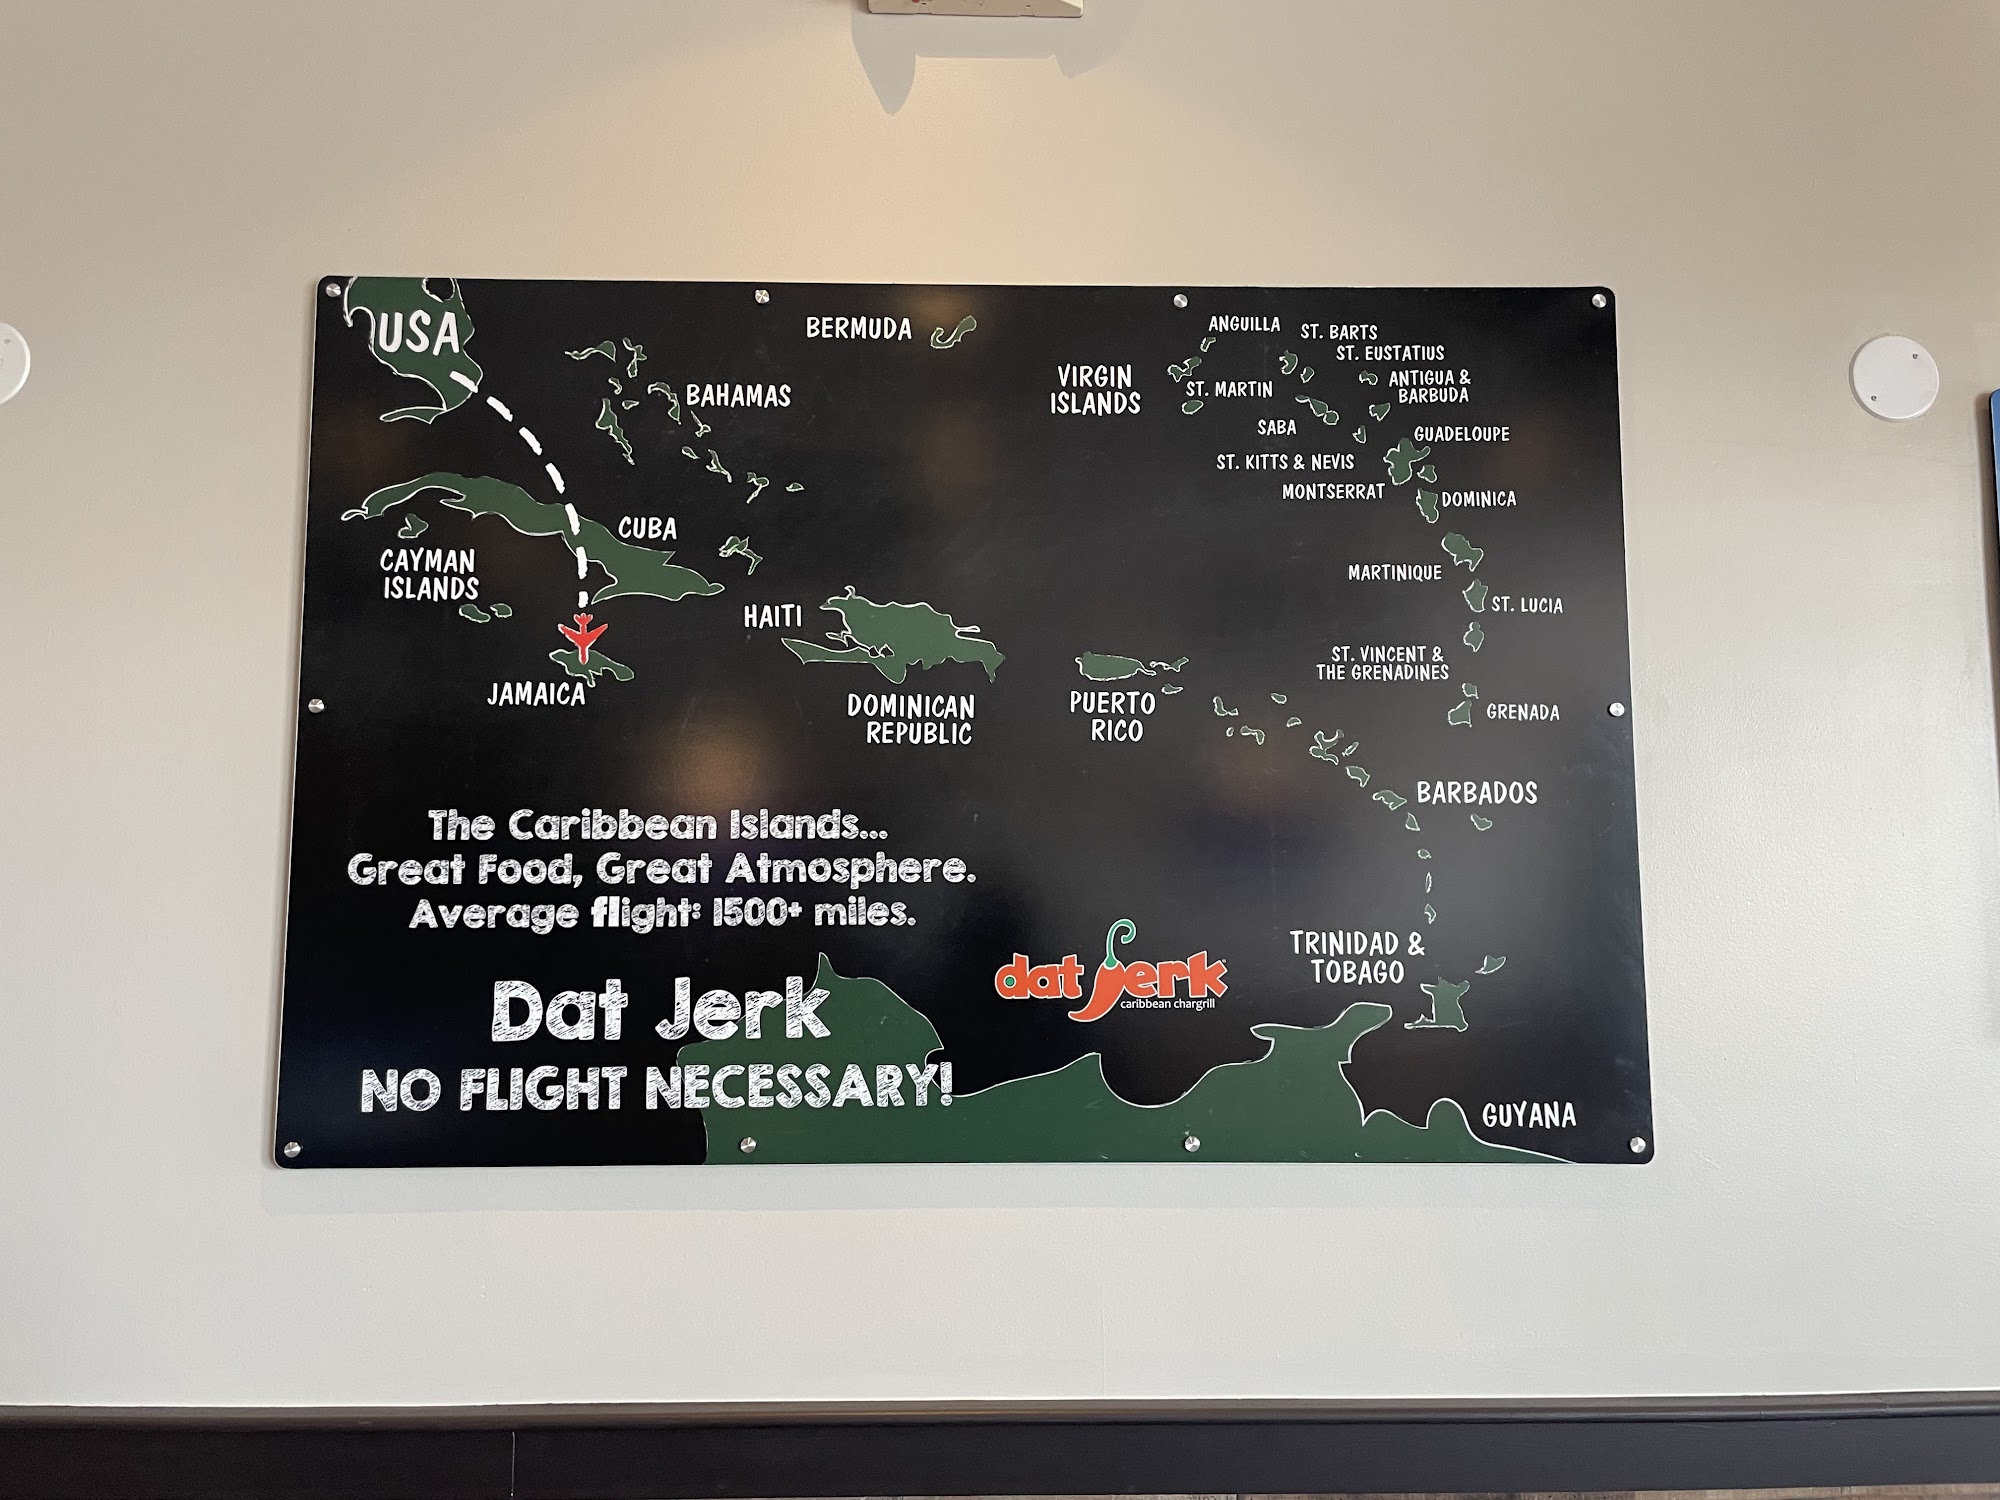 USA
BERMUDA
BAHAMAS
CUBA
CAYMAN
ISLANDS
JAMAICA
HAITI
DOMINICAN
REPUBLIC
PUERTO
RICO
VIRGIN
ISLANDS
ANGUILLA
ST. BARTS
ST. EUSTATIUS
ST. MARTIN
ANTIGUA &
BARBUDA
SABA
GUADELOUPE
ST. KITTS & NEVIS
MONTSERRAT
DOMINICA
MARTINIQUE
ST. LUCIA
ST. VINCENT &
THE GRENADINES
GRENADA
BARBADOS
TRINIDAD &
TOBAGO
GUYANA
The Caribbean Islands...
Great Food, Great Atmosphere.
Average flight: 1500+ miles.
Dat Jerk
NO FLIGHT NECESSARY!
dat jerk
caribbean chargrill